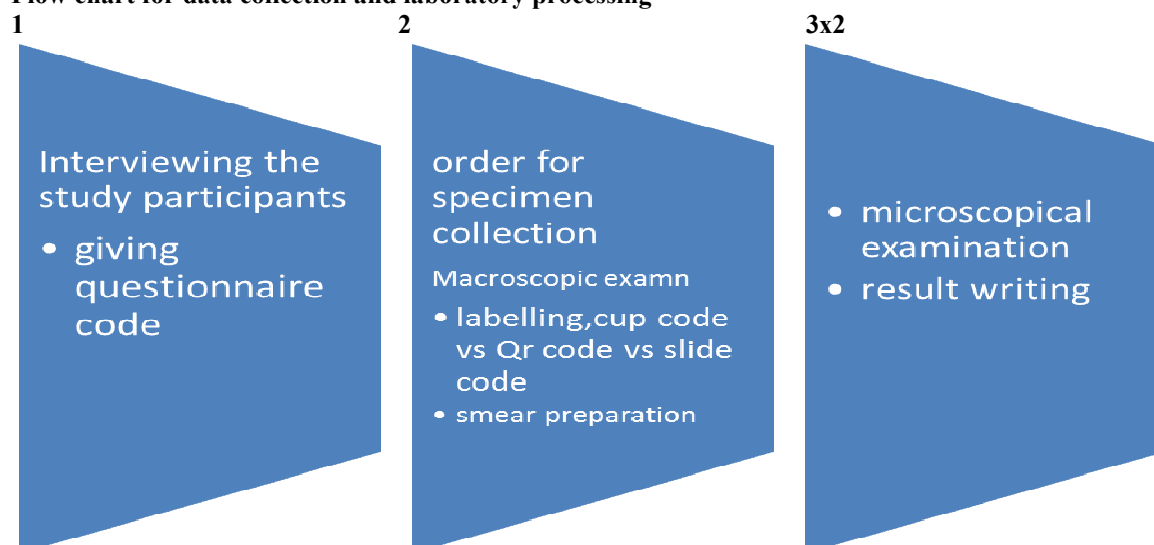 Flow chart for data collection and laboratory processing
1
2
3x2
Interviewing the
study participants
• giving
questionnaire
code
order for
specimen
collection
Macroscopic examn
• labelling,cup code
vs Qr code vs slide
code
• smear preparation
• microscopical
examination
• result writing